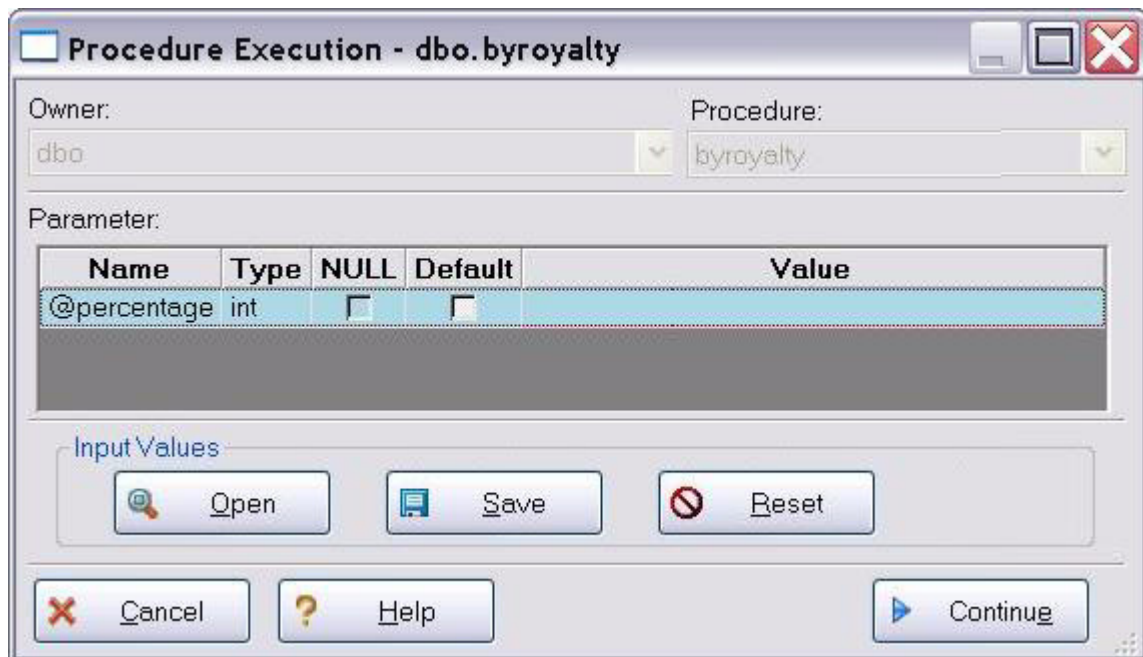 Procedure Execution - dbo.byroyalty
Owner: Procedure:
dbo byroyalty
Parameter:
Name Type NULL Default Value
@percentage int
Input Values
Open Save Reset
Cancel Help Continue